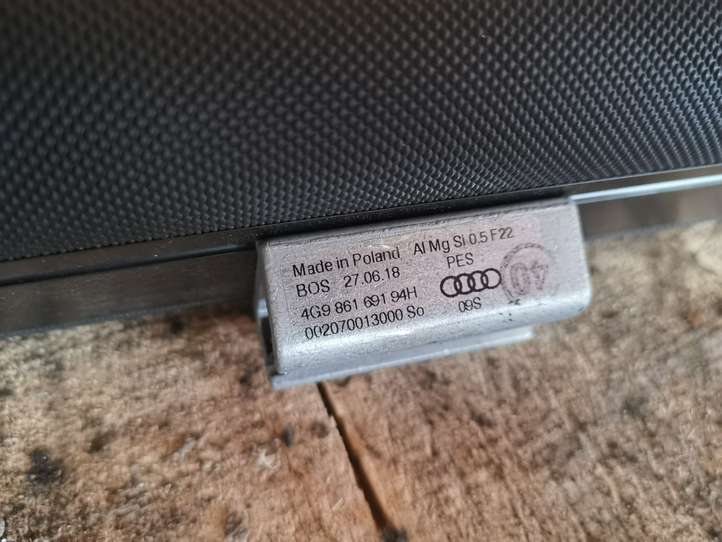 Made in Poland Al Mg Si 0.5 F22
BOS 27.06.18 PES
4G9 861 691 94H
002070013000 So 09S
40